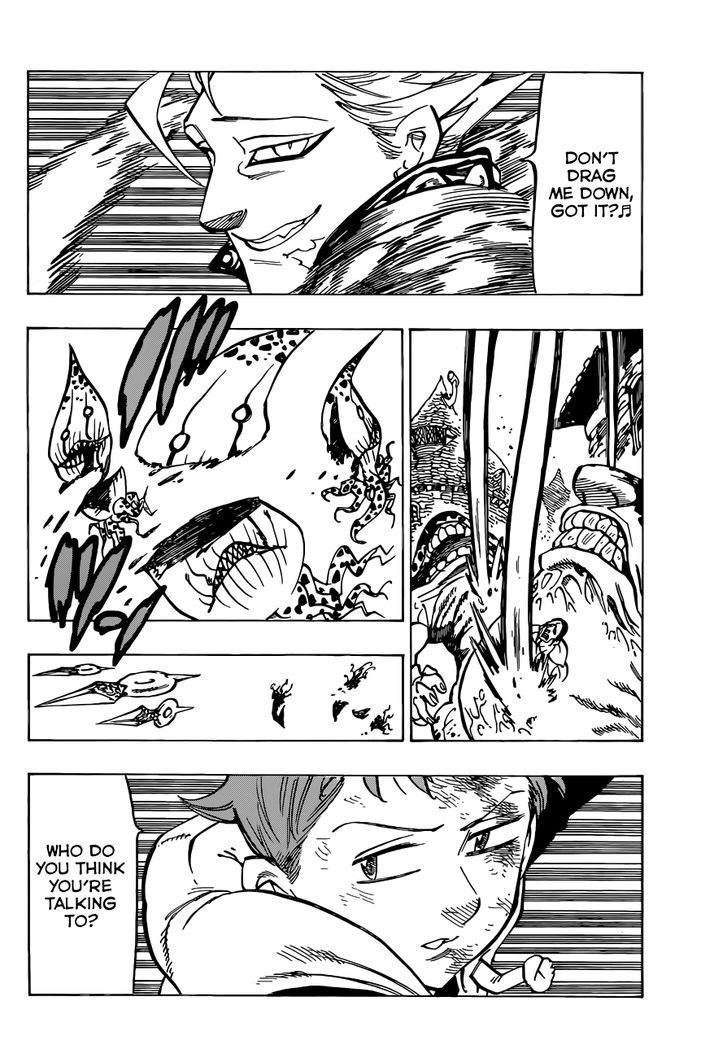 DON'T
DRAG
ME DOWN,
GOT IT?♫
WHO DO
YOU THINK
YOU'RE
TALKING
TO?